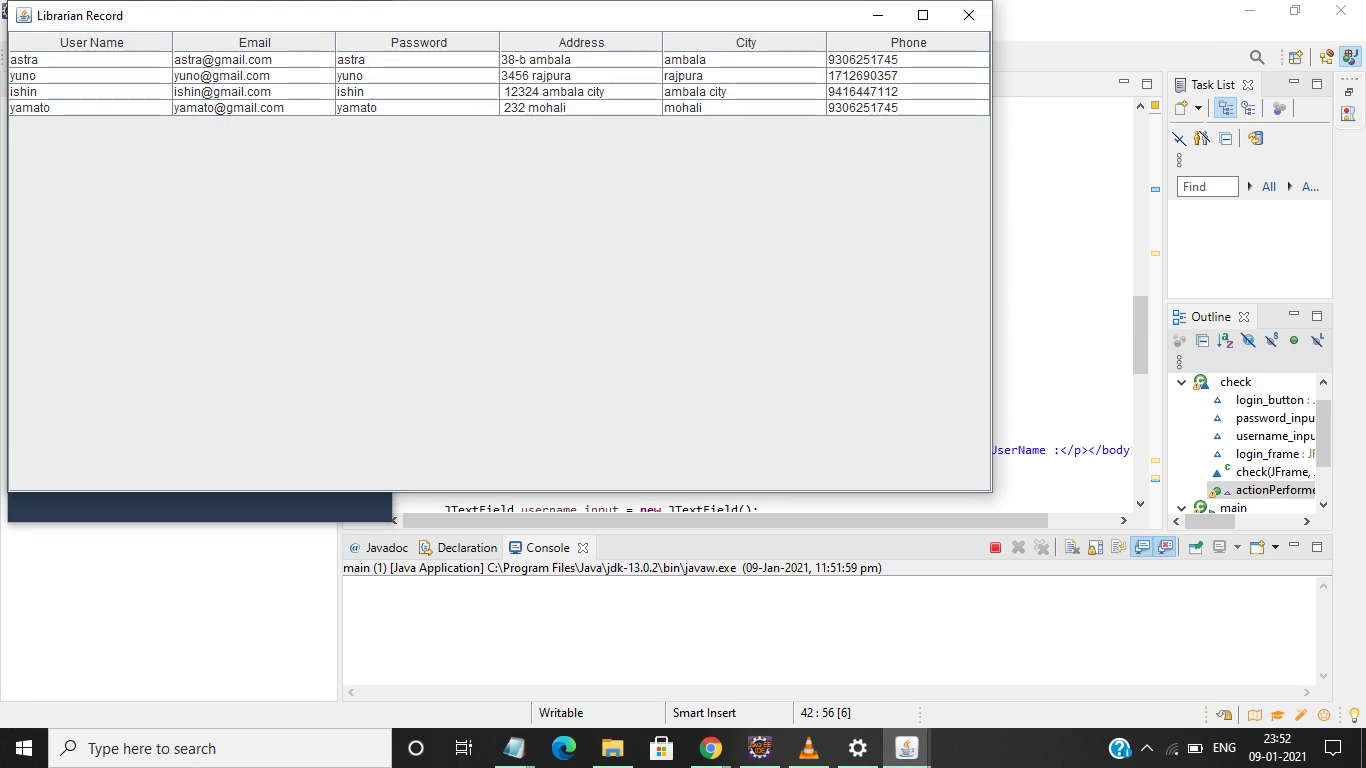 Librarian Record
User Name Email Password Address City Phone
astra astra@gmail.com astra 38-b ambala ambala 9306251745
yuno yuno@gmail.com yuno 3456 rajpura rajpura 1712690357
ishin ishin@gmail.com ishin 12324 ambala city ambala city 9416447112
yamato yamato@gmail.com yamato 232 mohali mohali 9306251745
Task List
Find All A...
Outline
check
login_button : .
password_inpu
username_inpu
login_frame : JF
check(JFrame, .
actionPerforme
main
UserName :</p></body
JTextField username_input = new JTextField();
@ Javadoc Declaration Console
main (1) [Java Application] C:\Program Files\Java\jdk-13.0.2\bin\javaw.exe (09-Jan-2021, 11:51:59 pm)
Writable Smart Insert 42 : 56 [6]
Type here to search
ENG
23:52
09-01-2021